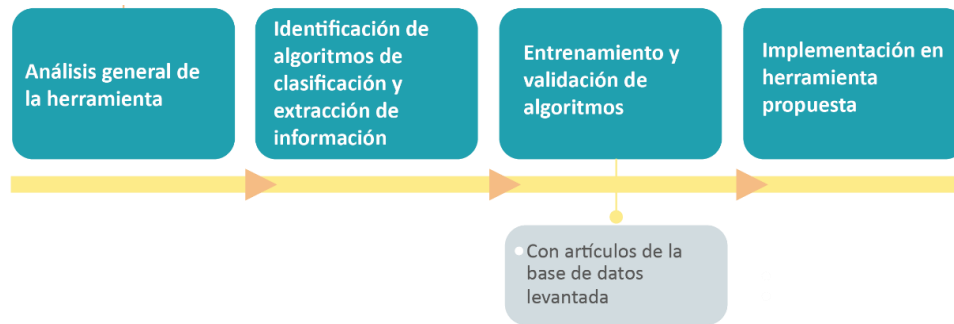 Análisis general de
la herramienta
Identificación de
algoritmos de
clasificación y
extracción de
información
Entrenamiento y
validación de
algoritmos
Implementación en
herramienta
propuesta
Con artículos de la
base de datos
levantada